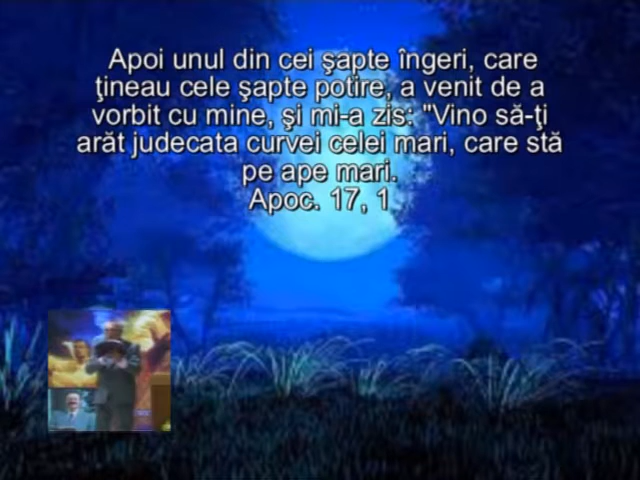 Apoi unul din cei şapte îngeri, care
ţineau cele şapte potire, a venit de a
vorbit cu mine, şi mi-a zis: "Vino să-ţi
arăt judecata curvei celei mari, care stă
pe ape mari.
Apoc. 17, 1